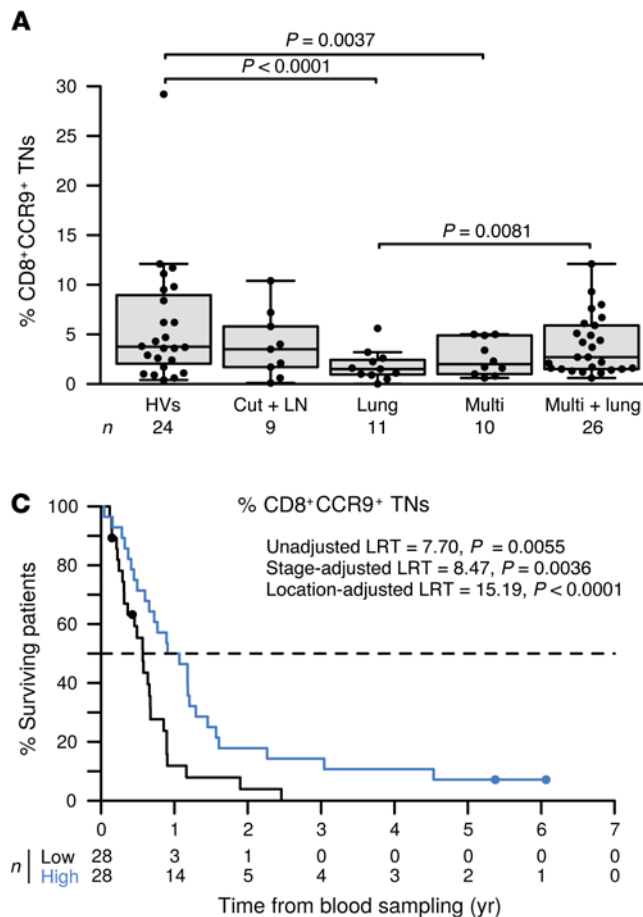 A
P = 0.0037
P < 0.0001
P = 0.0081
% CD8⁺CCR9⁺ TNs
30
25
20
15
10
5
0
HVs Cut + LN Lung Multi Multi + lung
n 24 9 11 10 26
C
% CD8⁺CCR9⁺ TNs
Unadjusted LRT = 7.70, P = 0.0055
Stage-adjusted LRT = 8.47, P = 0.0036
Location-adjusted LRT = 15.19, P < 0.0001
% Surviving patients
100
80
60
40
20
0
0 1 2 3 4 5 6 7
n Low 28 3 1 0 0 0 0 0
High 28 14 5 4 3 2 1 0
Time from blood sampling (yr)